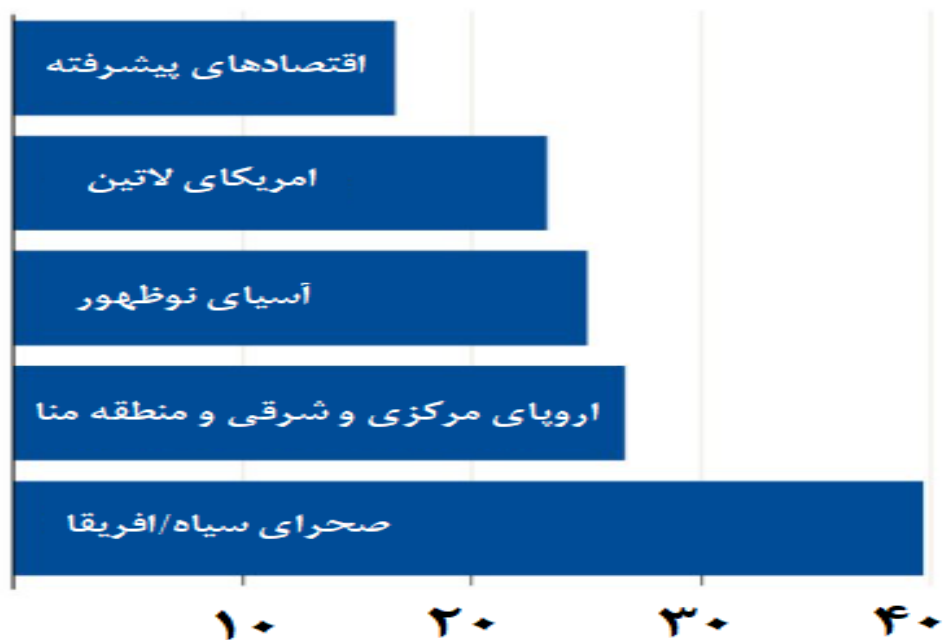 اقتصادهای پیشرفته
امریکای لاتین
آسیای نوظهور
اروپای مرکزی و شرقی و منطقه منا
صحرای سیاه/افریقا
۱۰ ۲۰ ۳۰ ۴۰